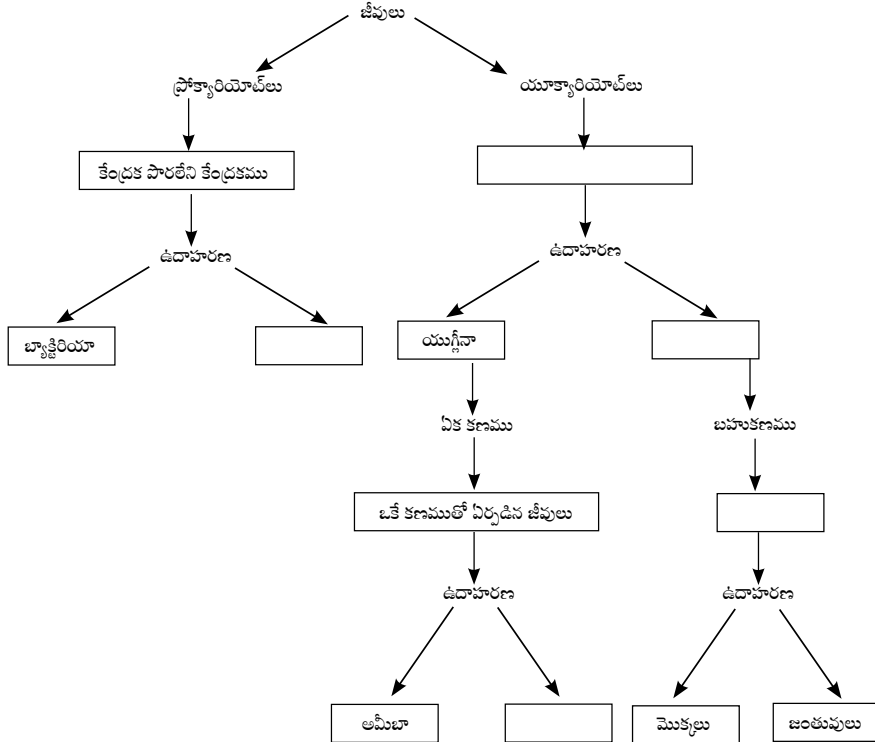 జీవులు
ప్రోక్యారియోట్‌లు
యూక్యారియోట్‌లు
కేంద్రక పొరలేని కేంద్రకము
ఉదాహరణ
ఉదాహరణ
బ్యాక్టిరియా
యుగ్లీనా
ఏక కణము
బహుకణము
ఒకే కణముతో ఏర్పడిన జీవులు
ఉదాహరణ
ఉదాహరణ
అమీబా
మొక్కలు
జంతువులు